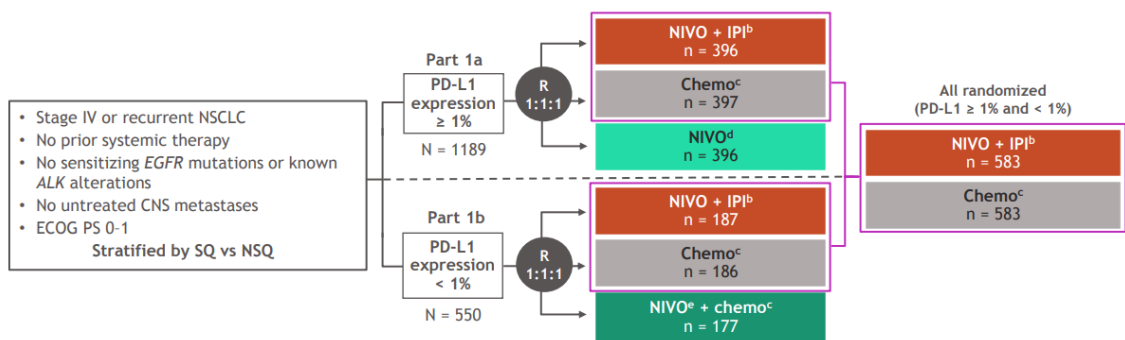 • Stage IV or recurrent NSCLC
• No prior systemic therapy
• No sensitizing EGFR mutations or known
ALK alterations
• No untreated CNS metastases
• ECOG PS 0–1
Stratified by SQ vs NSQ
Part 1a
PD-L1
expression
≥ 1%
N = 1189
R
1:1:1
NIVO + IPIᵇ
n = 396
Chemoᶜ
n = 397
NIVOᵈ
n = 396
Part 1b
PD-L1
expression
< 1%
N = 550
R
1:1:1
NIVO + IPIᵇ
n = 187
Chemoᶜ
n = 186
NIVOᵉ + chemoᶜ
n = 177
All randomized
(PD-L1 ≥ 1% and < 1%)
NIVO + IPIᵇ
n = 583
Chemoᶜ
n = 583